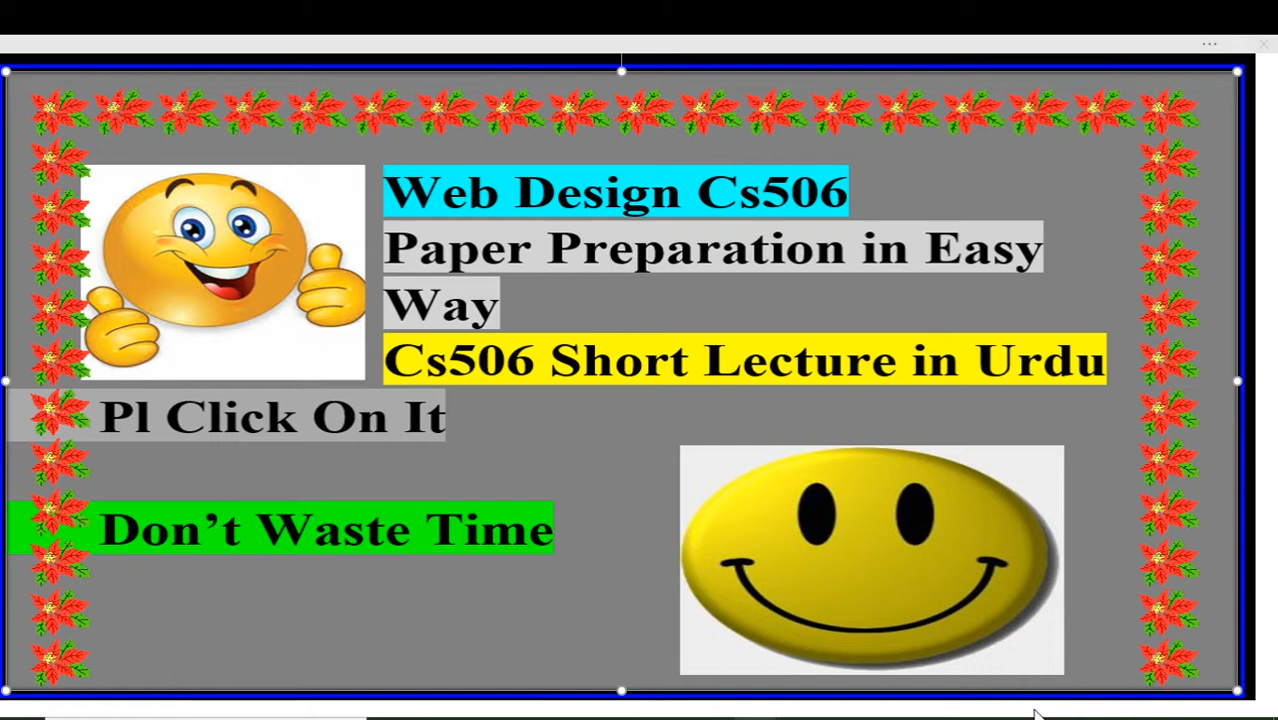 Web Design Cs506
Paper Preparation in Easy
Way
Cs506 Short Lecture in Urdu
Pl Click On It
Don’t Waste Time